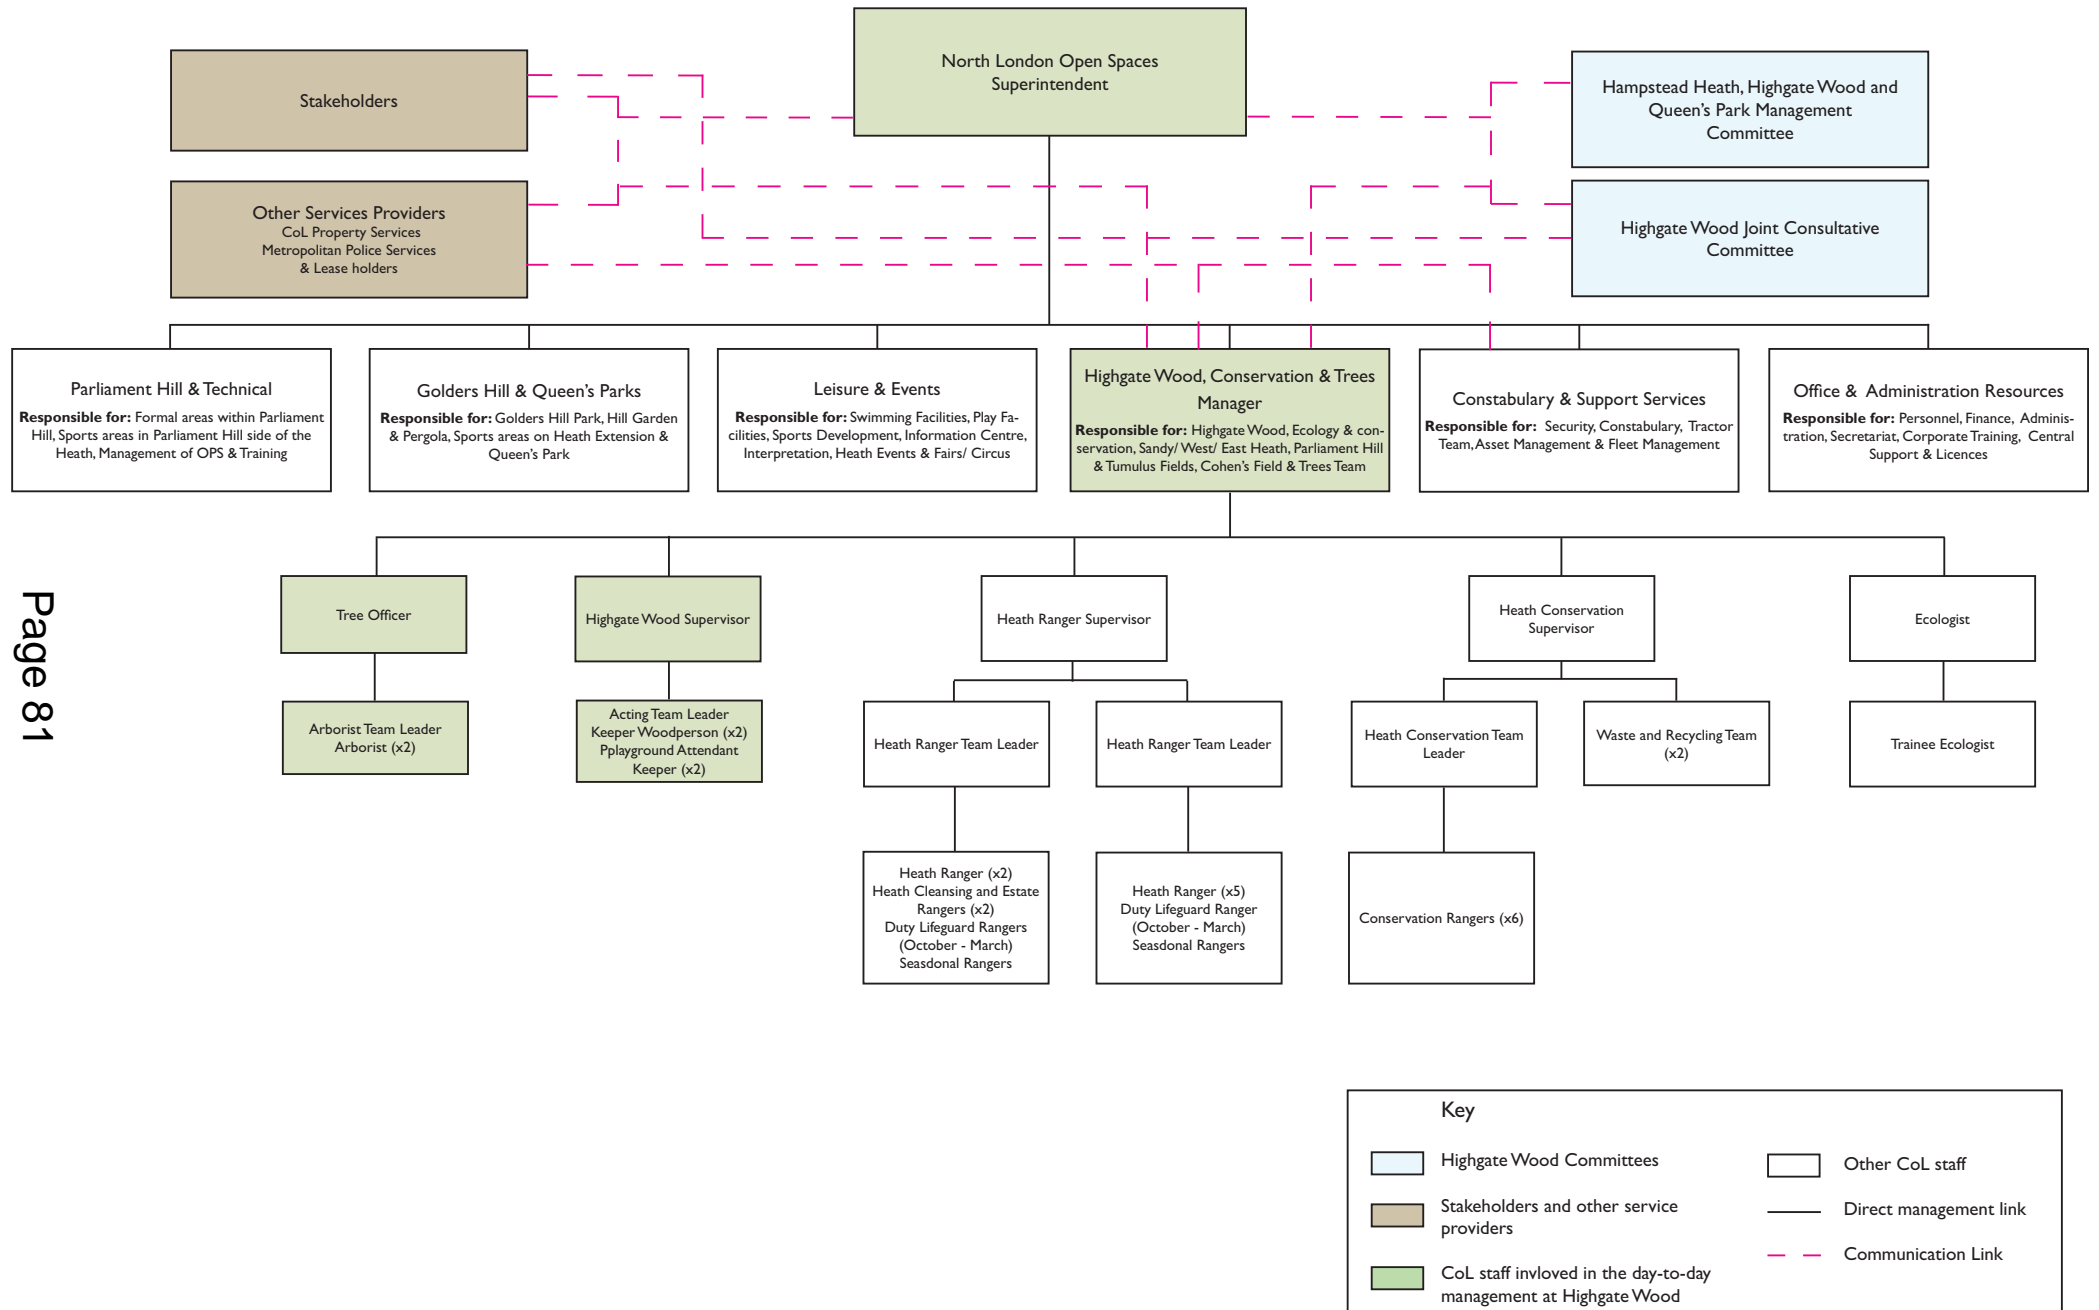 North London Open Spaces
Superintendent
Stakeholders
Hampstead Heath, Highgate Wood and
Queen's Park Management
Committee
Other Services Providers
CoL Property Services
Metropolitan Police Services
& Lease holders
Highgate Wood Joint Consultative
Committee
Parliament Hill & Technical
Responsible for: Formal areas within Parliament
Hill, Sports areas in Parliament Hill side of the
Heath, Management of OPS & Training
Golders Hill & Queen's Parks
Responsible for: Golders Hill Park, Hill Garden
& Pergola, Sports areas on Heath Extension &
Queen's Park
Leisure & Events
Responsible for: Swimming Facilities, Play Fa-
cilities, Sports Development, Information Centre,
Interpretation, Heath Events & Fairs/ Circus
Highgate Wood, Conservation & Trees
Manager
Responsible for: Highgate Wood, Ecology & con-
servation, Sandy/ West/ East Heath, Parliament Hill
& Tumulus Fields, Cohen's Field & Trees Team
Constabulary & Support Services
Responsible for: Security, Constabulary, Tractor
Team, Asset Management & Fleet Management
Office & Administration Resources
Responsible for: Personnel, Finance, Adminis-
tration, Secretariat, Corporate Training, Central
Support & Licences
Page 81
Tree Officer
Highgate Wood Supervisor
Heath Ranger Supervisor
Heath Conservation
Supervisor
Ecologist
Arborist Team Leader
Arborist (x2)
Acting Team Leader
Keeper Woodperson (x2)
Pplayground Attendant
Keeper (x2)
Heath Ranger Team Leader
Heath Ranger Team Leader
Heath Conservation Team
Leader
Waste and Recycling Team
(x2)
Trainee Ecologist
Heath Ranger (x2)
Heath Cleansing and Estate
Rangers (x2)
Duty Lifeguard Rangers
(October - March)
Seasdonal Rangers
Heath Ranger (x5)
Duty Lifeguard Ranger
(October - March)
Seasdonal Rangers
Conservation Rangers (x6)
Key
Highgate Wood Committees
Stakeholders and other service
providers
CoL staff invloved in the day-to-day
management at Highgate Wood
Other CoL staff
Direct management link
Communication Link